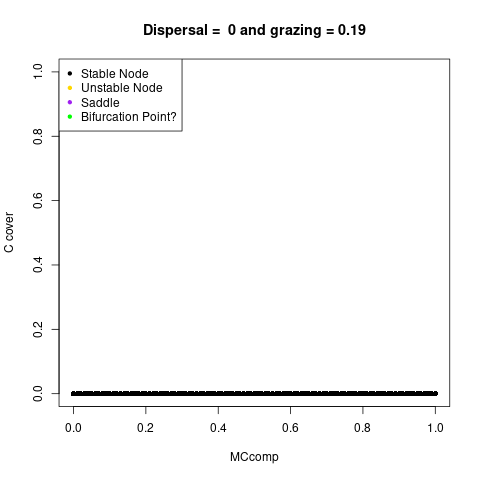 Dispersal =  0 and grazing = 0.19
Stable Node
Unstable Node
Saddle
Bifurcation Point?
1.0
0.8
0.6
0.4
0.2
0.0
C cover
0.0 0.2 0.4 0.6 0.8 1.0
MCcomp